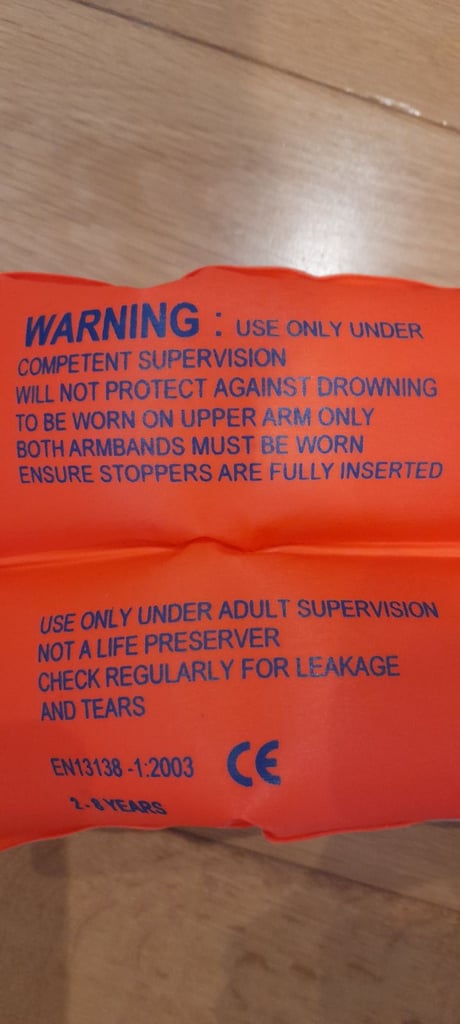 WARNING : USE ONLY UNDER
COMPETENT SUPERVISION
WILL NOT PROTECT AGAINST DROWNING
TO BE WORN ON UPPER ARM ONLY
BOTH ARMBANDS MUST BE WORN
ENSURE STOPPERS ARE FULLY INSERTED
USE ONLY UNDER ADULT SUPERVISION
NOT A LIFE PRESERVER
CHECK REGULARLY FOR LEAKAGE
AND TEARS
EN13138-1:2003 CE
2-8 YEARS